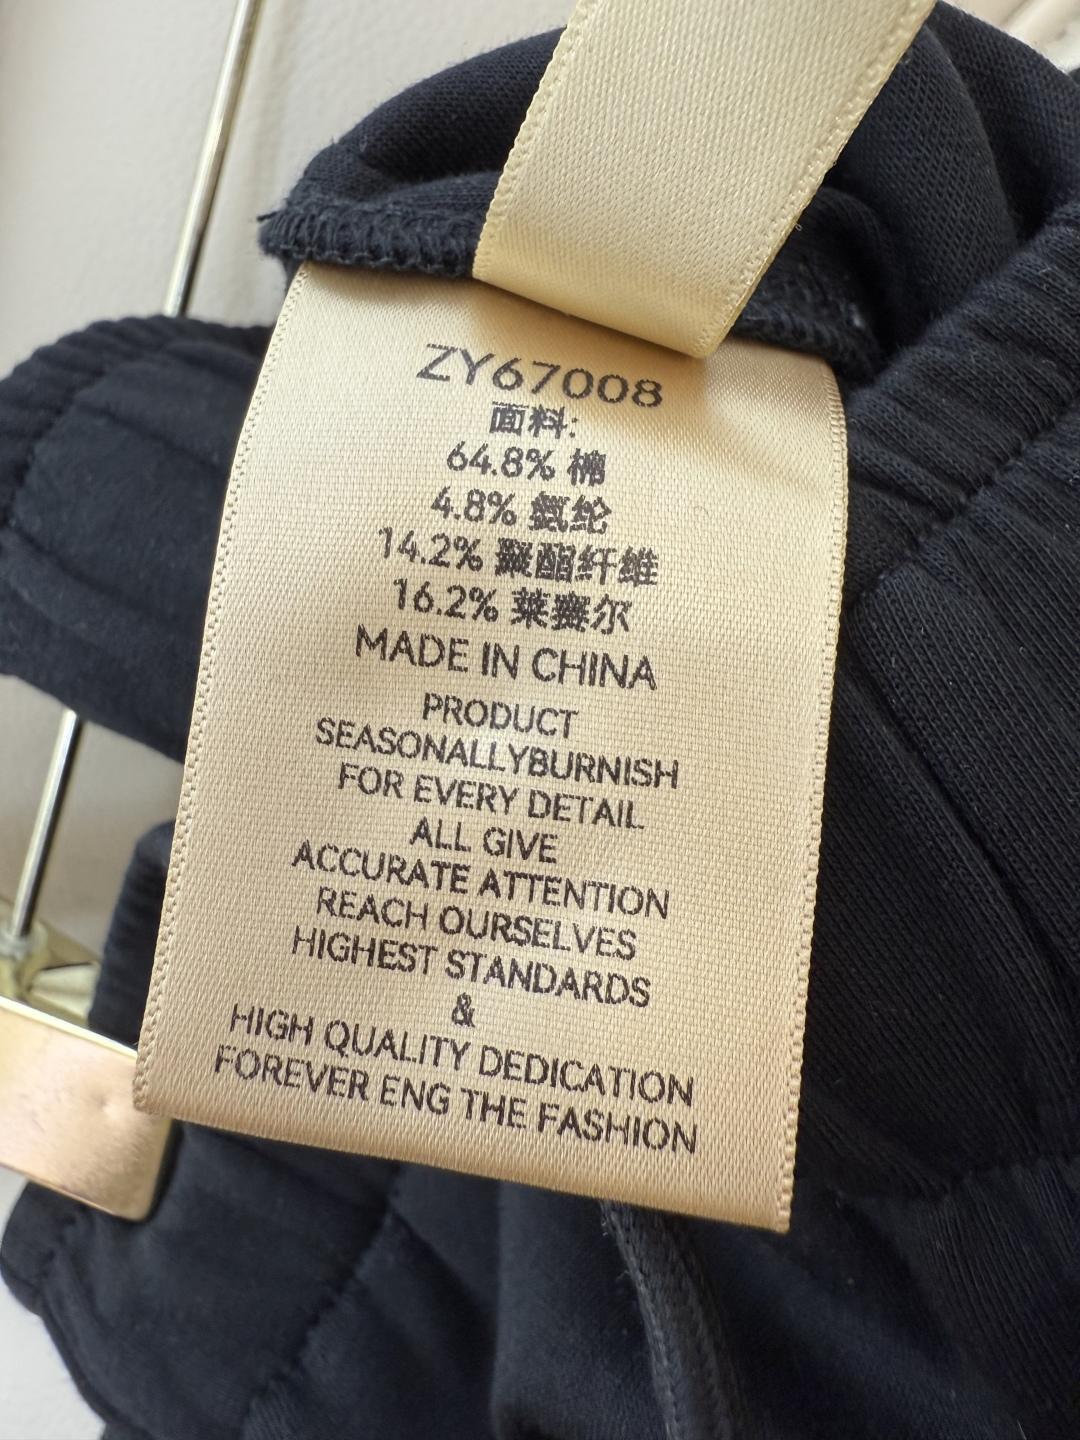 ZY67008
面料:
64.8% 棉
4.8% 氨纶
14.2% 聚酯纤维
16.2% 莱赛尔
MADE IN CHINA
PRODUCT
SEASONALLYBURNISH
FOR EVERY DETAIL
ALL GIVE
ACCURATE ATTENTION
REACH OURSELVES
HIGHEST STANDARDS
&
HIGH QUALITY DEDICATION
FOREVER ENG THE FASHION